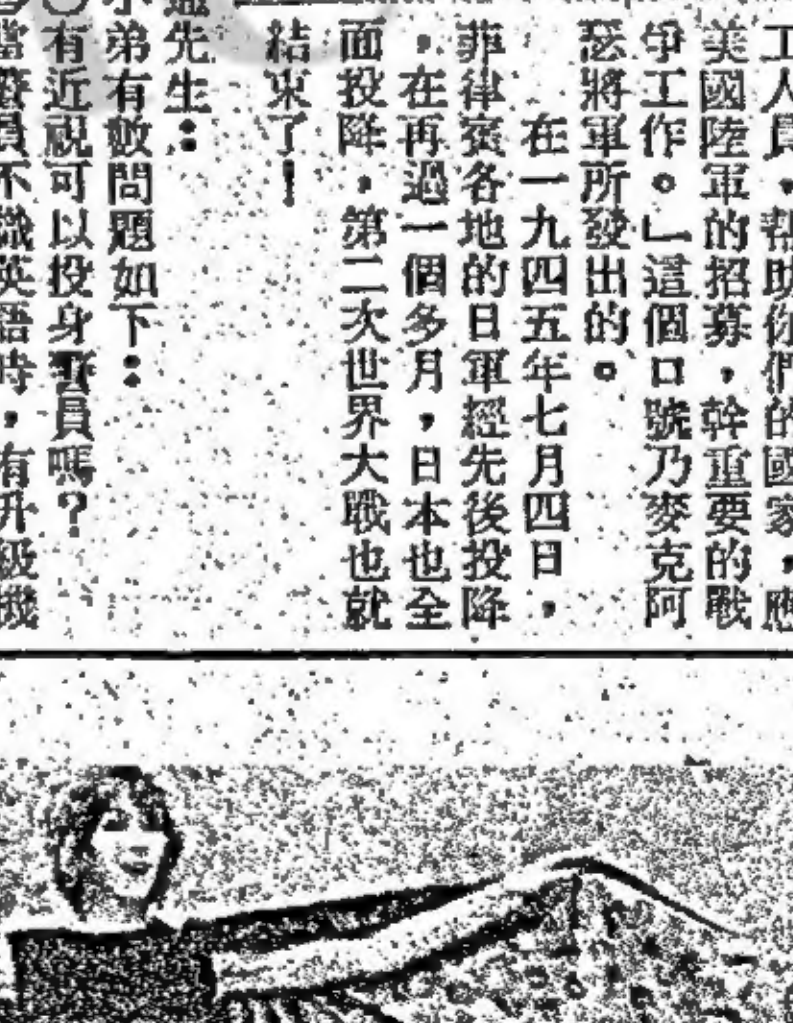 工人員，幫助你們的國家，應
美國陸軍的招募，幹重要的戰
爭工作。」這個口號乃麥克阿
瑟將軍所發出的。
在一九四五年七月四日，
菲律賓各地的日軍經先後投降
，在再過一個多月，日本也全
面投降，第二次世界大戰也就
結束了！
先生：
小弟有數問題如下：
○有近視可以投身警員嗎？
當警員不識英語時，有升級機